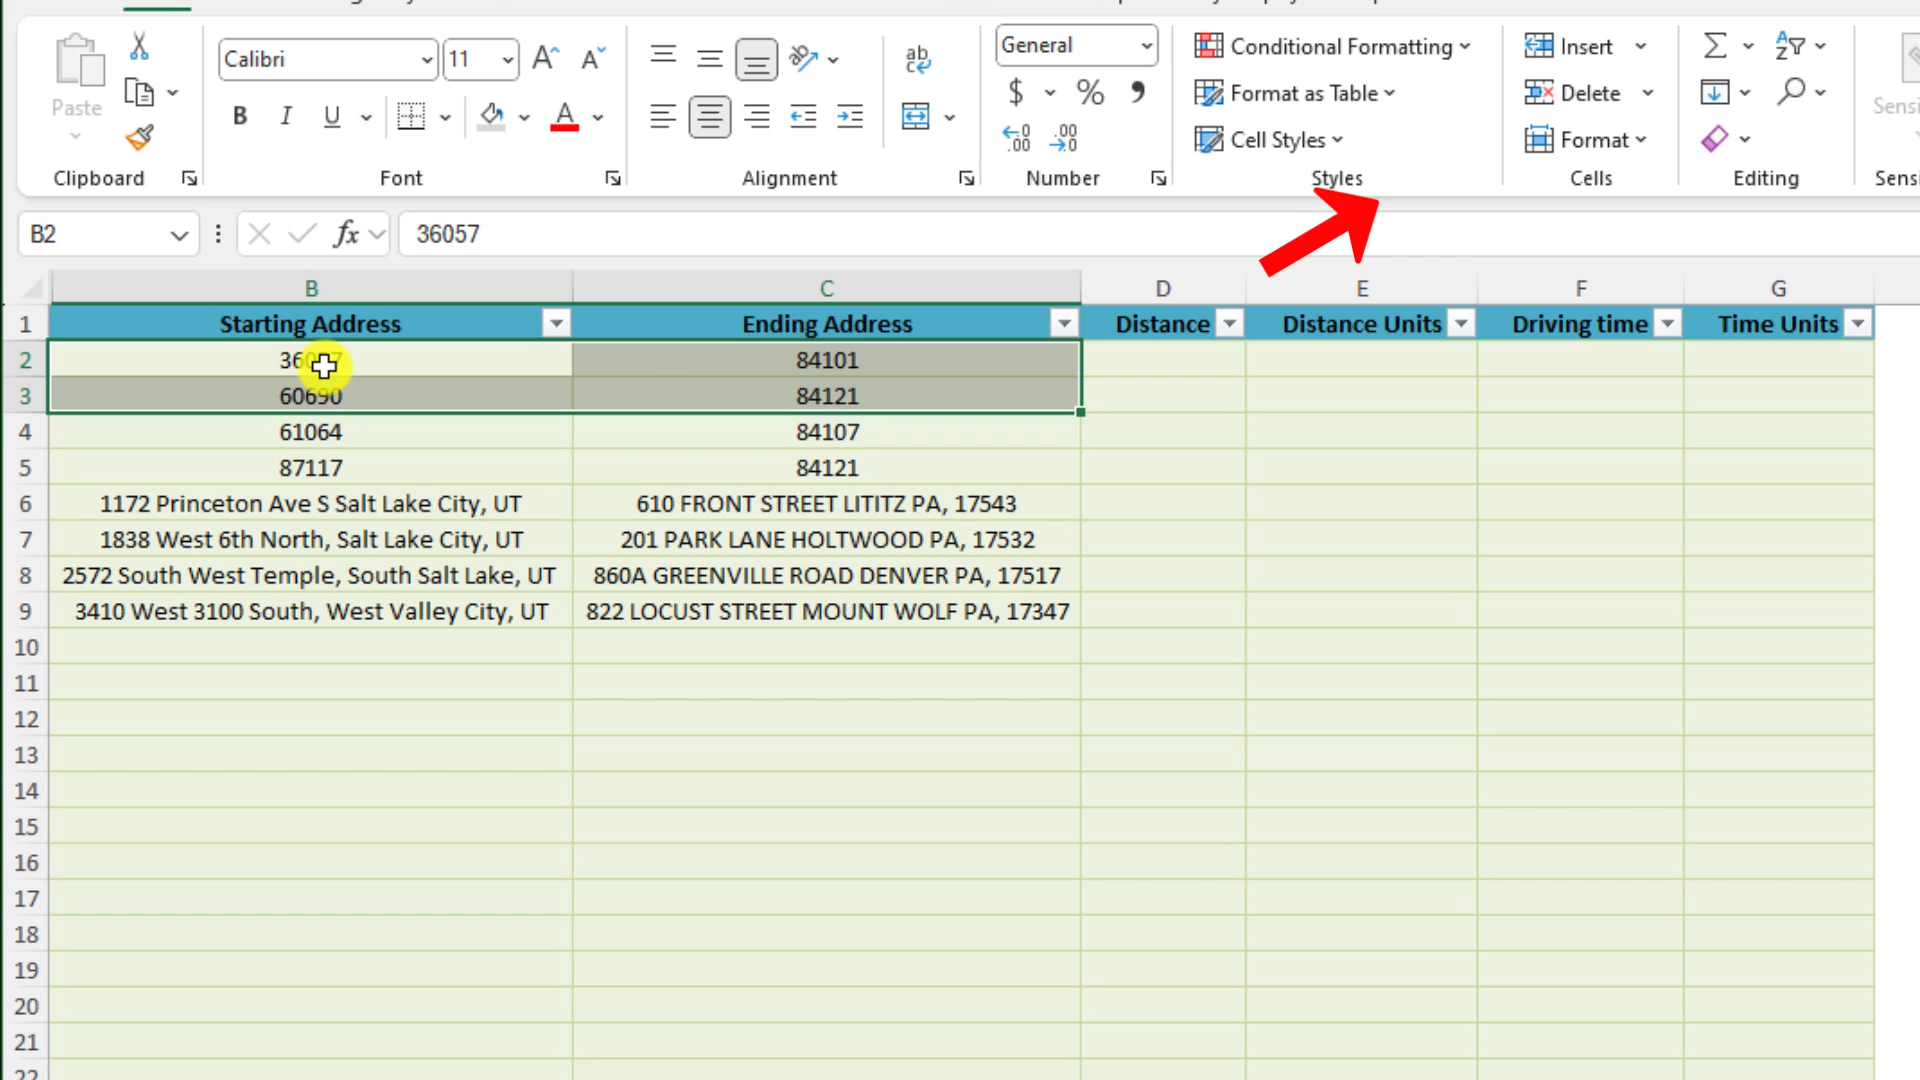 Calibri
11
General
Conditional Formatting
Insert
Paste
B I U
A
$ % 
Format as Table
Delete
Cell Styles
Format
Clipboard
Font
Alignment
Number
Styles
Cells
Editing
B2
fx
36057
B C D E F G
1 Starting Address Ending Address Distance Distance Units Driving time Time Units
2 84101
3 60690 84121
4 61064 84107
5 87117 84121
6 1172 Princeton Ave S Salt Lake City, UT 610 FRONT STREET LITITZ PA, 17543
7 1838 West 6th North, Salt Lake City, UT 201 PARK LANE HOLTWOOD PA, 17532
8 2572 South West Temple, South Salt Lake, UT 860A GREENVILLE ROAD DENVER PA, 17517
9 3410 West 3100 South, West Valley City, UT 822 LOCUST STREET MOUNT WOLF PA, 17347
10
11
12
13
14
15
16
17
18
19
20
21
22